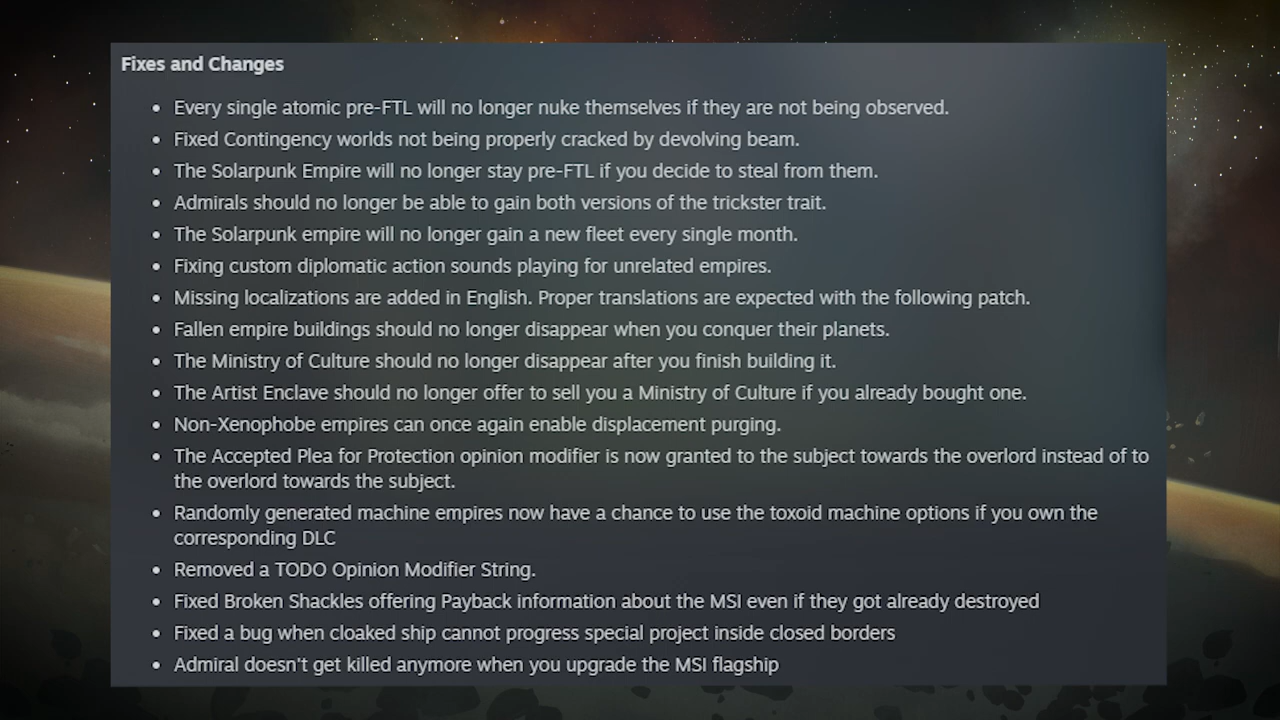 Fixes and Changes
• Every single atomic pre-FTL will no longer nuke themselves if they are not being observed.
• Fixed Contingency worlds not being properly cracked by devolving beam.
• The Solarpunk Empire will no longer stay pre-FTL if you decide to steal from them.
• Admirals should no longer be able to gain both versions of the trickster trait.
• The Solarpunk empire will no longer gain a new fleet every single month.
• Fixing custom diplomatic action sounds playing for unrelated empires.
• Missing localizations are added in English. Proper translations are expected with the following patch.
• Fallen empire buildings should no longer disappear when you conquer their planets.
• The Ministry of Culture should no longer disappear after you finish building it.
• The Artist Enclave should no longer offer to sell you a Ministry of Culture if you already bought one.
• Non-Xenophobe empires can once again enable displacement purging.
• The Accepted Plea for Protection opinion modifier is now granted to the subject towards the overlord instead of to
the overlord towards the subject.
• Randomly generated machine empires now have a chance to use the toxoid machine options if you own the
corresponding DLC
• Removed a TODO Opinion Modifier String.
• Fixed Broken Shackles offering Payback information about the MSI even if they got already destroyed
• Fixed a bug when cloaked ship cannot progress special project inside closed borders
• Admiral doesn't get killed anymore when you upgrade the MSI flagship